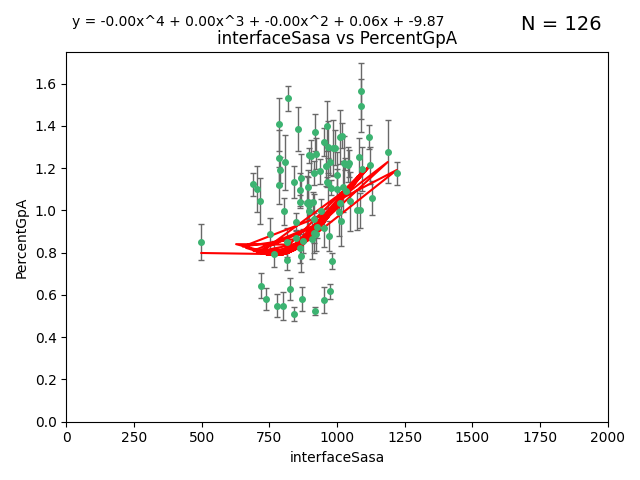 y = -0.00x^4 + 0.00x^3 + -0.00x^2 + 0.06x + -9.87
N = 126
interfaceSasa vs PercentGpA
PercentGpA
1.6
1.4
1.2
1.0
0.8
0.6
0.4
0.2
0.0
0 250 500 750 1000 1250 1500 1750 2000
interfaceSasa